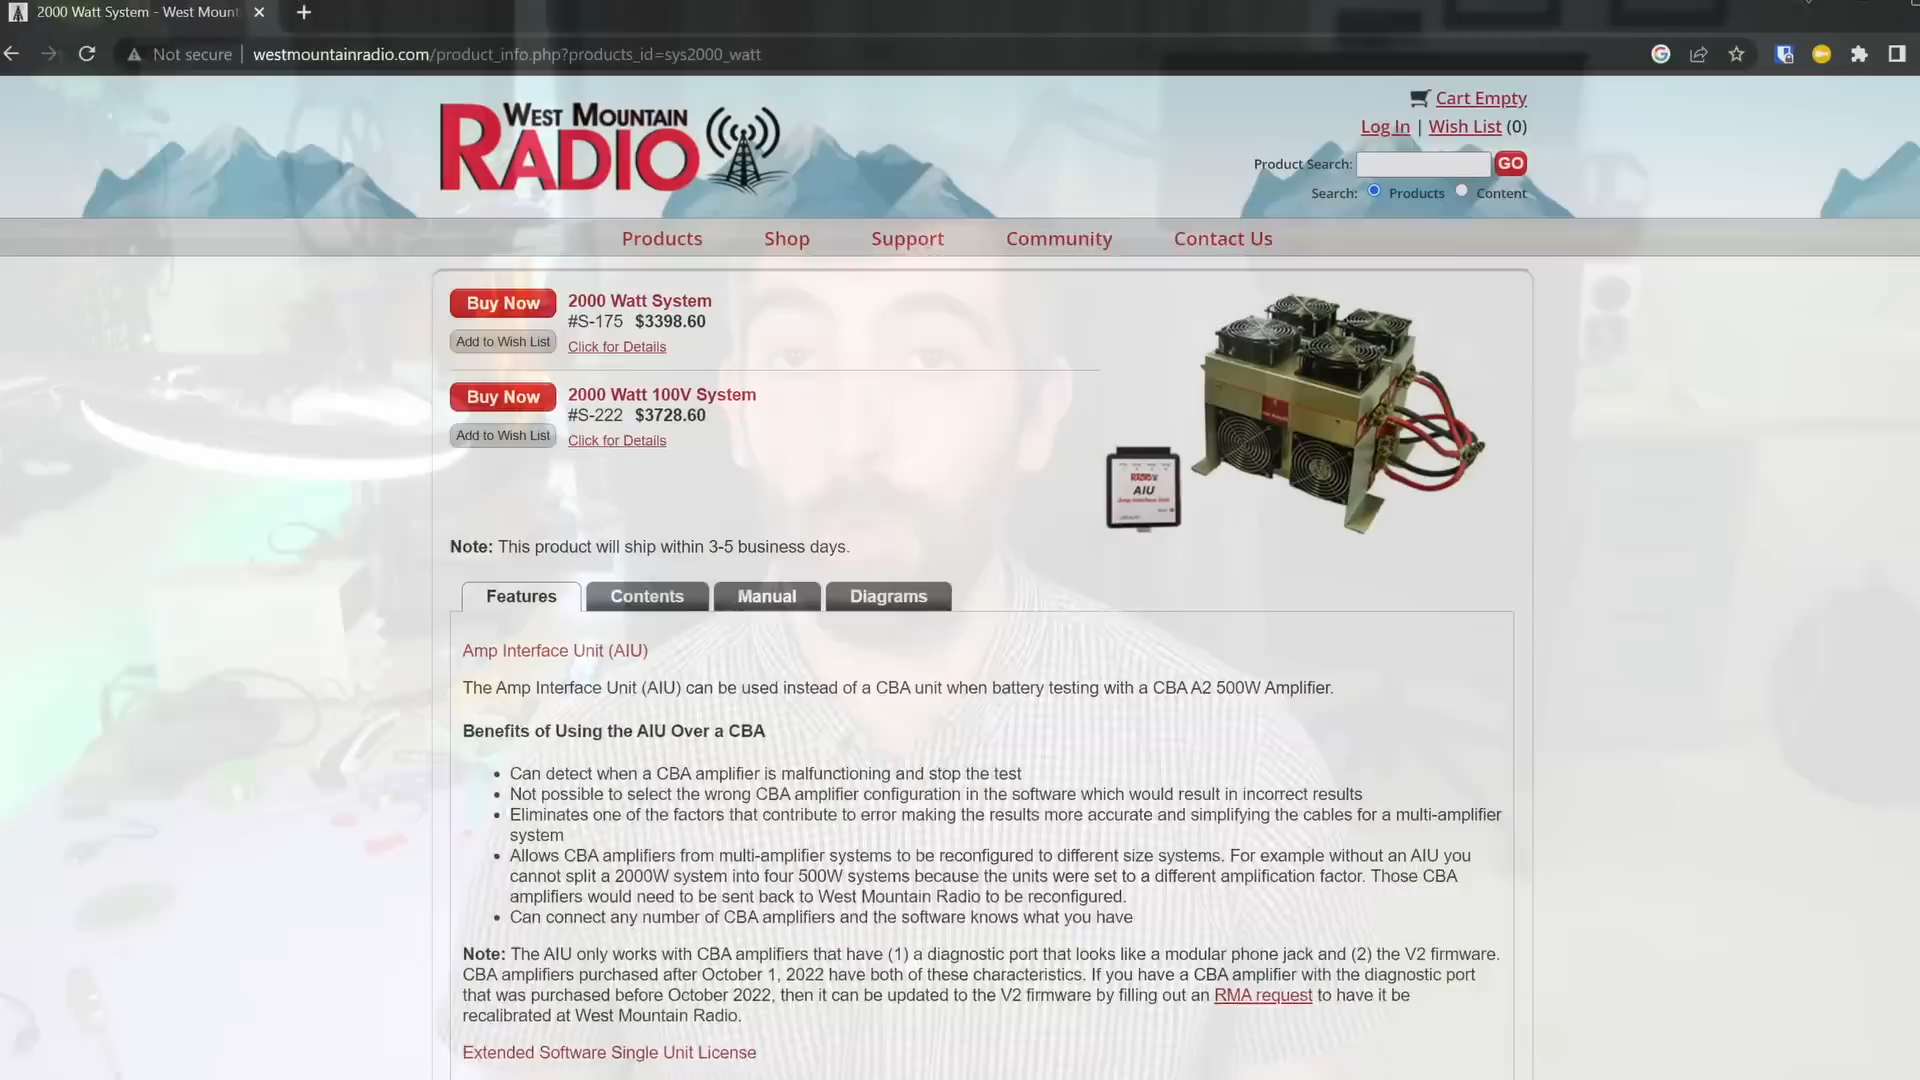 2000 Watt System - West Mount
Not secure | westmountainradio.com/product_info.php?products_id=sys2000_watt
WEST MOUNTAIN
RADIO
Cart Empty
Log In | Wish List (0)
Product Search: GO
Search: Products Content
Products Shop Support Community Contact Us
Buy Now 2000 Watt System
#S-175 $3398.60
Add to Wish List Click for Details
Buy Now 2000 Watt 100V System
#S-222 $3728.60
Add to Wish List Click for Details
RADIO
AIU
Amp Interface Unit
Note: This product will ship within 3-5 business days.
Features Contents Manual Diagrams
Amp Interface Unit (AIU)
The Amp Interface Unit (AIU) can be used instead of a CBA unit when battery testing with a CBA A2 500W Amplifier.
Benefits of Using the AIU Over a CBA
• Can detect when a CBA amplifier is malfunctioning and stop the test
• Not possible to select the wrong CBA amplifier configuration in the software which would result in incorrect results
• Eliminates one of the factors that contribute to error making the results more accurate and simplifying the cables for a multi-amplifier
system
• Allows CBA amplifiers from multi-amplifier systems to be reconfigured to different size systems. For example without an AIU you
cannot split a 2000W system into four 500W systems because the units were set to a different amplification factor. Those CBA
amplifiers would need to be sent back to West Mountain Radio to be reconfigured.
• Can connect any number of CBA amplifiers and the software knows what you have
Note: The AIU only works with CBA amplifiers that have (1) a diagnostic port that looks like a modular phone jack and (2) the V2 firmware.
CBA amplifiers purchased after October 1, 2022 have both of these characteristics. If you have a CBA amplifier with the diagnostic port
that was purchased before October 2022, then it can be updated to the V2 firmware by filling out an RMA request to have it be
recalibrated at West Mountain Radio.
Extended Software Single Unit License